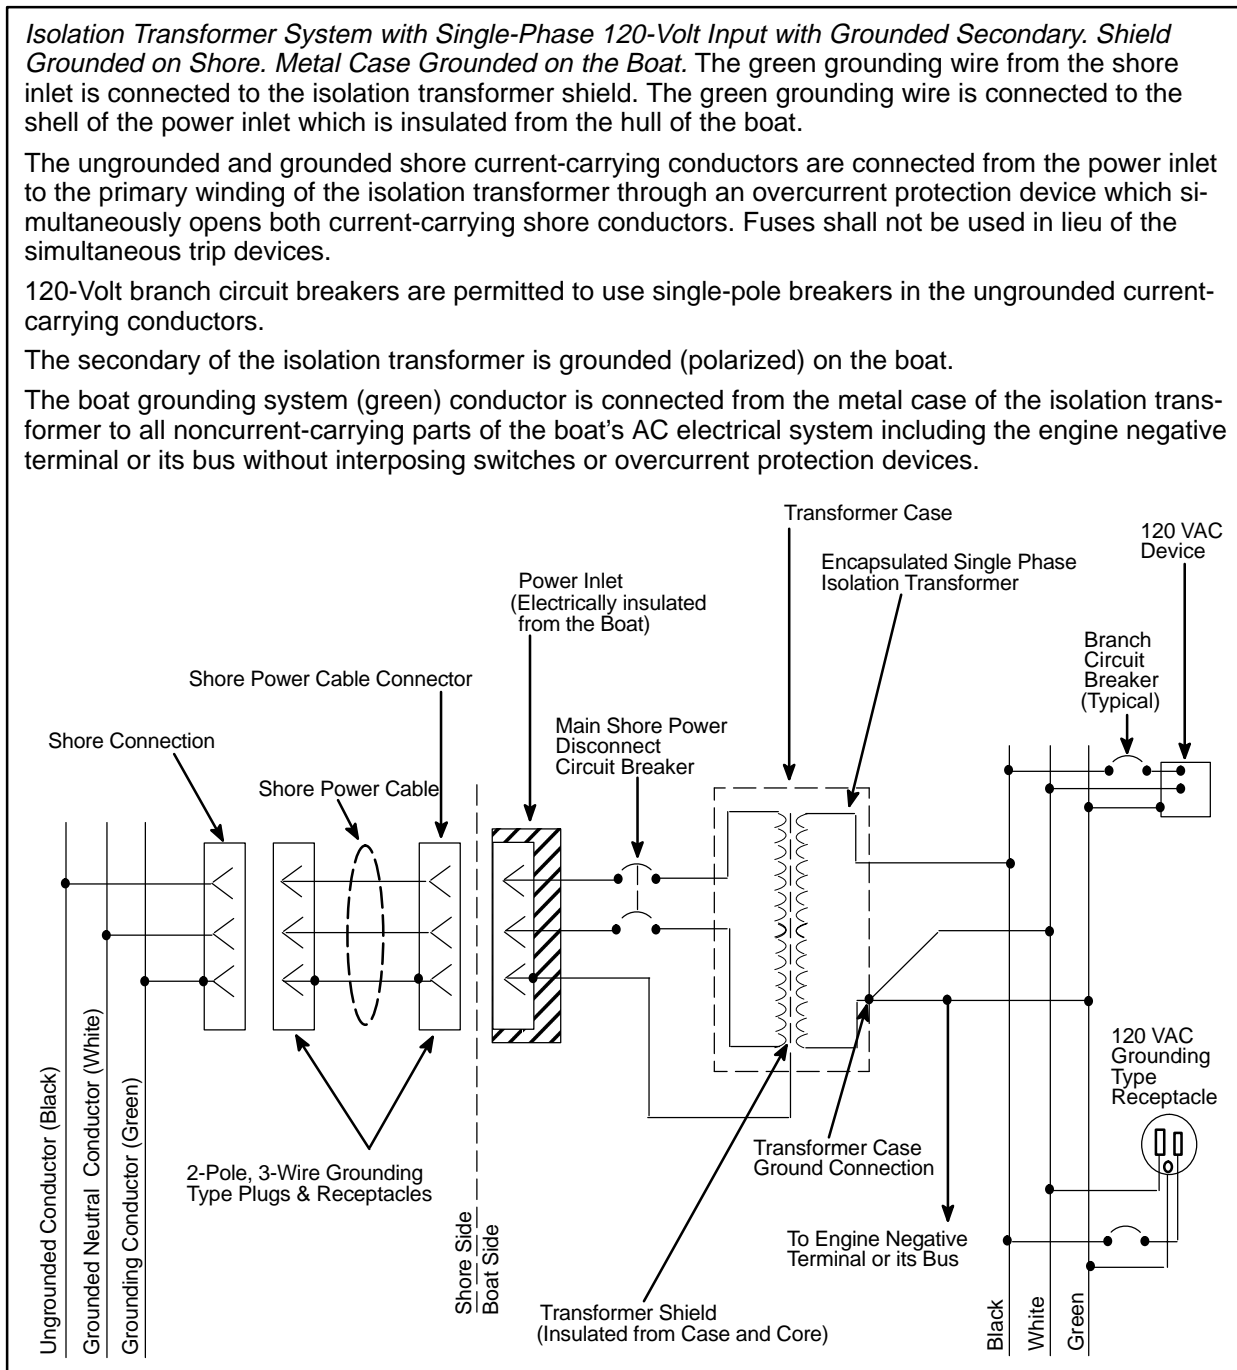 Isolation Transformer System with Single-Phase 120-Volt Input with Grounded Secondary. Shield
Grounded on Shore. Metal Case Grounded on the Boat. The green grounding wire from the shore
inlet is connected to the isolation transformer shield. The green grounding wire is connected to the
shell of the power inlet which is insulated from the hull of the boat.
The ungrounded and grounded shore current-carrying conductors are connected from the power inlet
to the primary winding of the isolation transformer through an overcurrent protection device which si-
multaneously opens both current-carrying shore conductors. Fuses shall not be used in lieu of the
simultaneous trip devices.
120-Volt branch circuit breakers are permitted to use single-pole breakers in the ungrounded current-
carrying conductors.
The secondary of the isolation transformer is grounded (polarized) on the boat.
The boat grounding system (green) conductor is connected from the metal case of the isolation trans-
former to all noncurrent-carrying parts of the boat's AC electrical system including the engine negative
terminal or its bus without interposing switches or overcurrent protection devices.
Transformer Case
120 VAC
Device
Encapsulated Single Phase
Isolation Transformer
Power Inlet
(Electrically insulated
from the Boat)
Branch
Circuit
Breaker
(Typical)
Shore Power Cable Connector
Main Shore Power
Disconnect
Circuit Breaker
Shore Connection
Shore Power Cable
120 VAC
Grounding
Type
Receptacle
2-Pole, 3-Wire Grounding
Type Plugs & Receptacles
Transformer Case
Ground Connection
To Engine Negative
Terminal or its Bus
Transformer Shield
(Insulated from Case and Core)
Ungrounded Conductor (Black)
Grounded Neutral Conductor (White)
Grounding Conductor (Green)
Shore Side
Boat Side
Black
White
Green